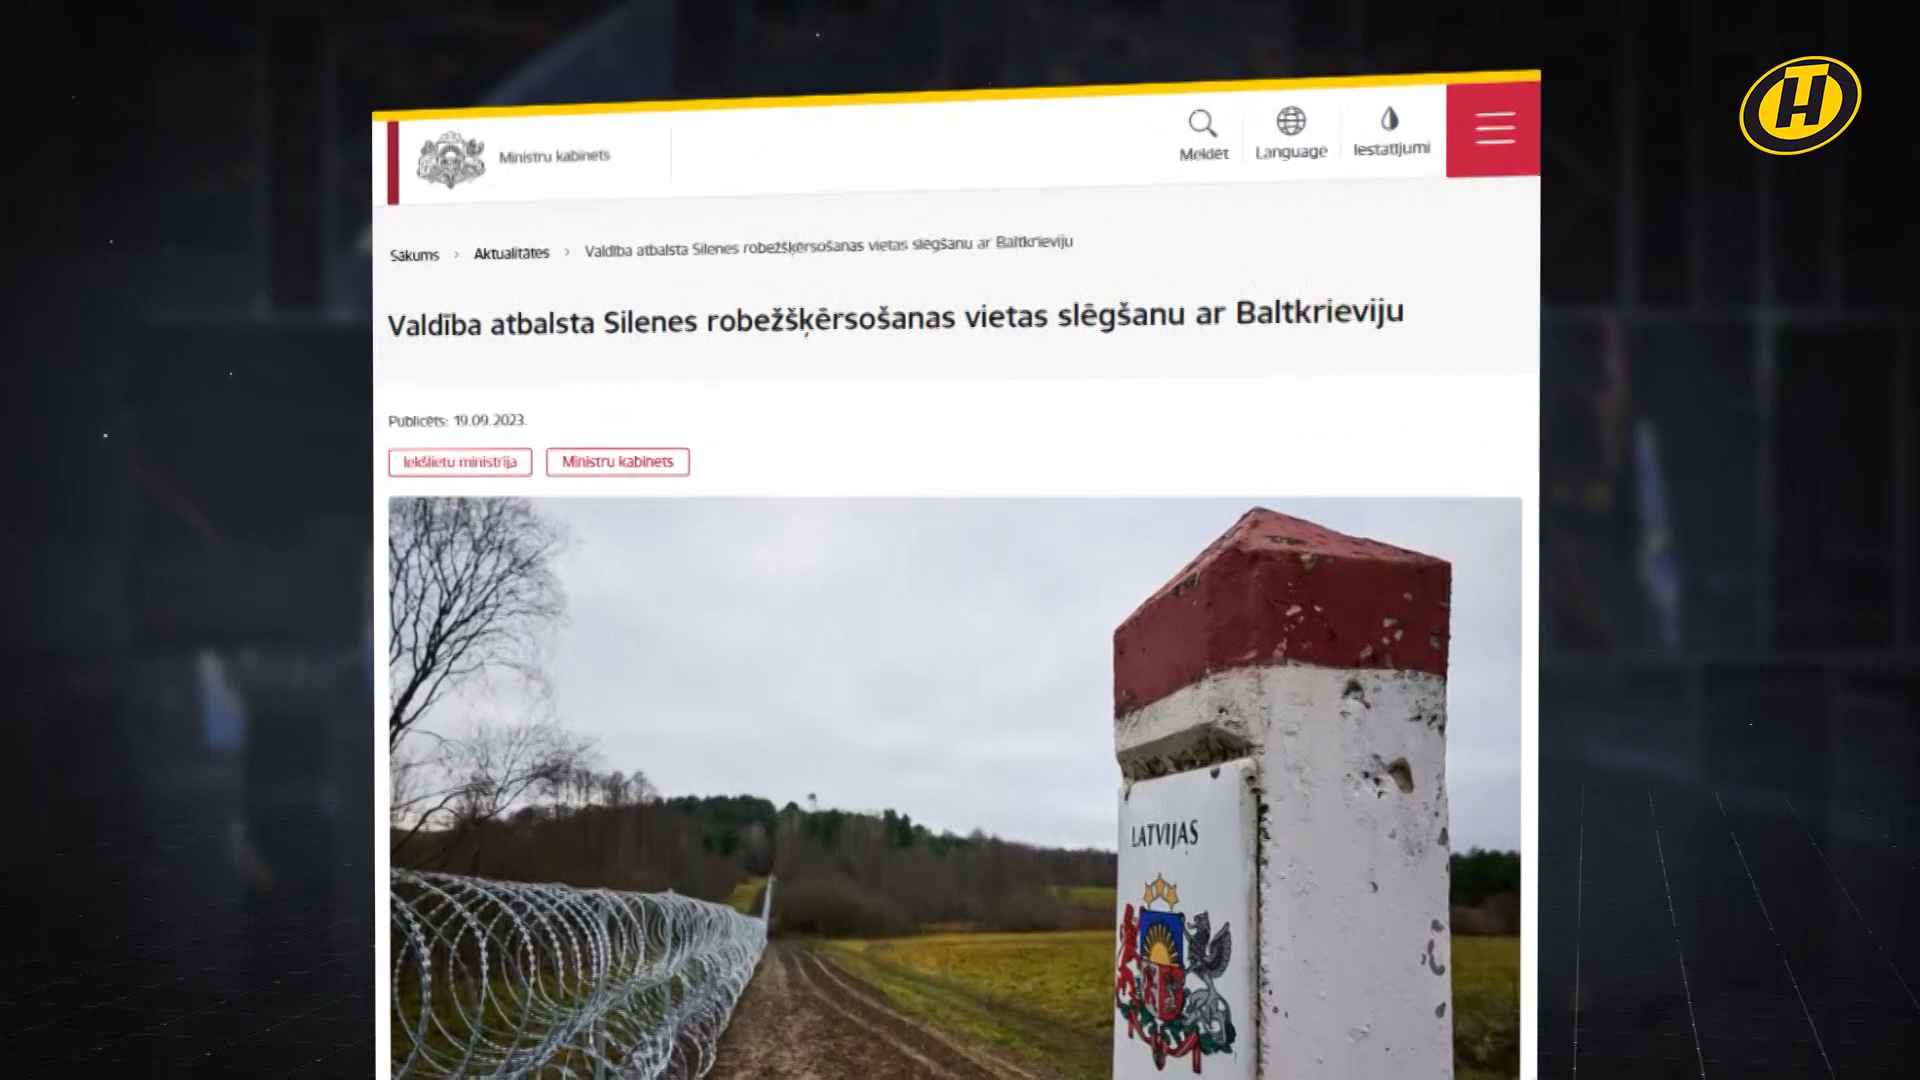 Ministru kabinets
Meklēt
Language
Iestatījumi
Sākums > Aktualitātes > Valdība atbalsta Silenes robežšķērsošanas vietas slēgšanu ar Baltkrieviju
Valdība atbalsta Silenes robežšķērsošanas vietas slēgšanu ar Baltkrieviju
Publicēts: 19.09.2023.
Iekšlietu ministrija
Ministru kabinets
LATVIJAS
НТ